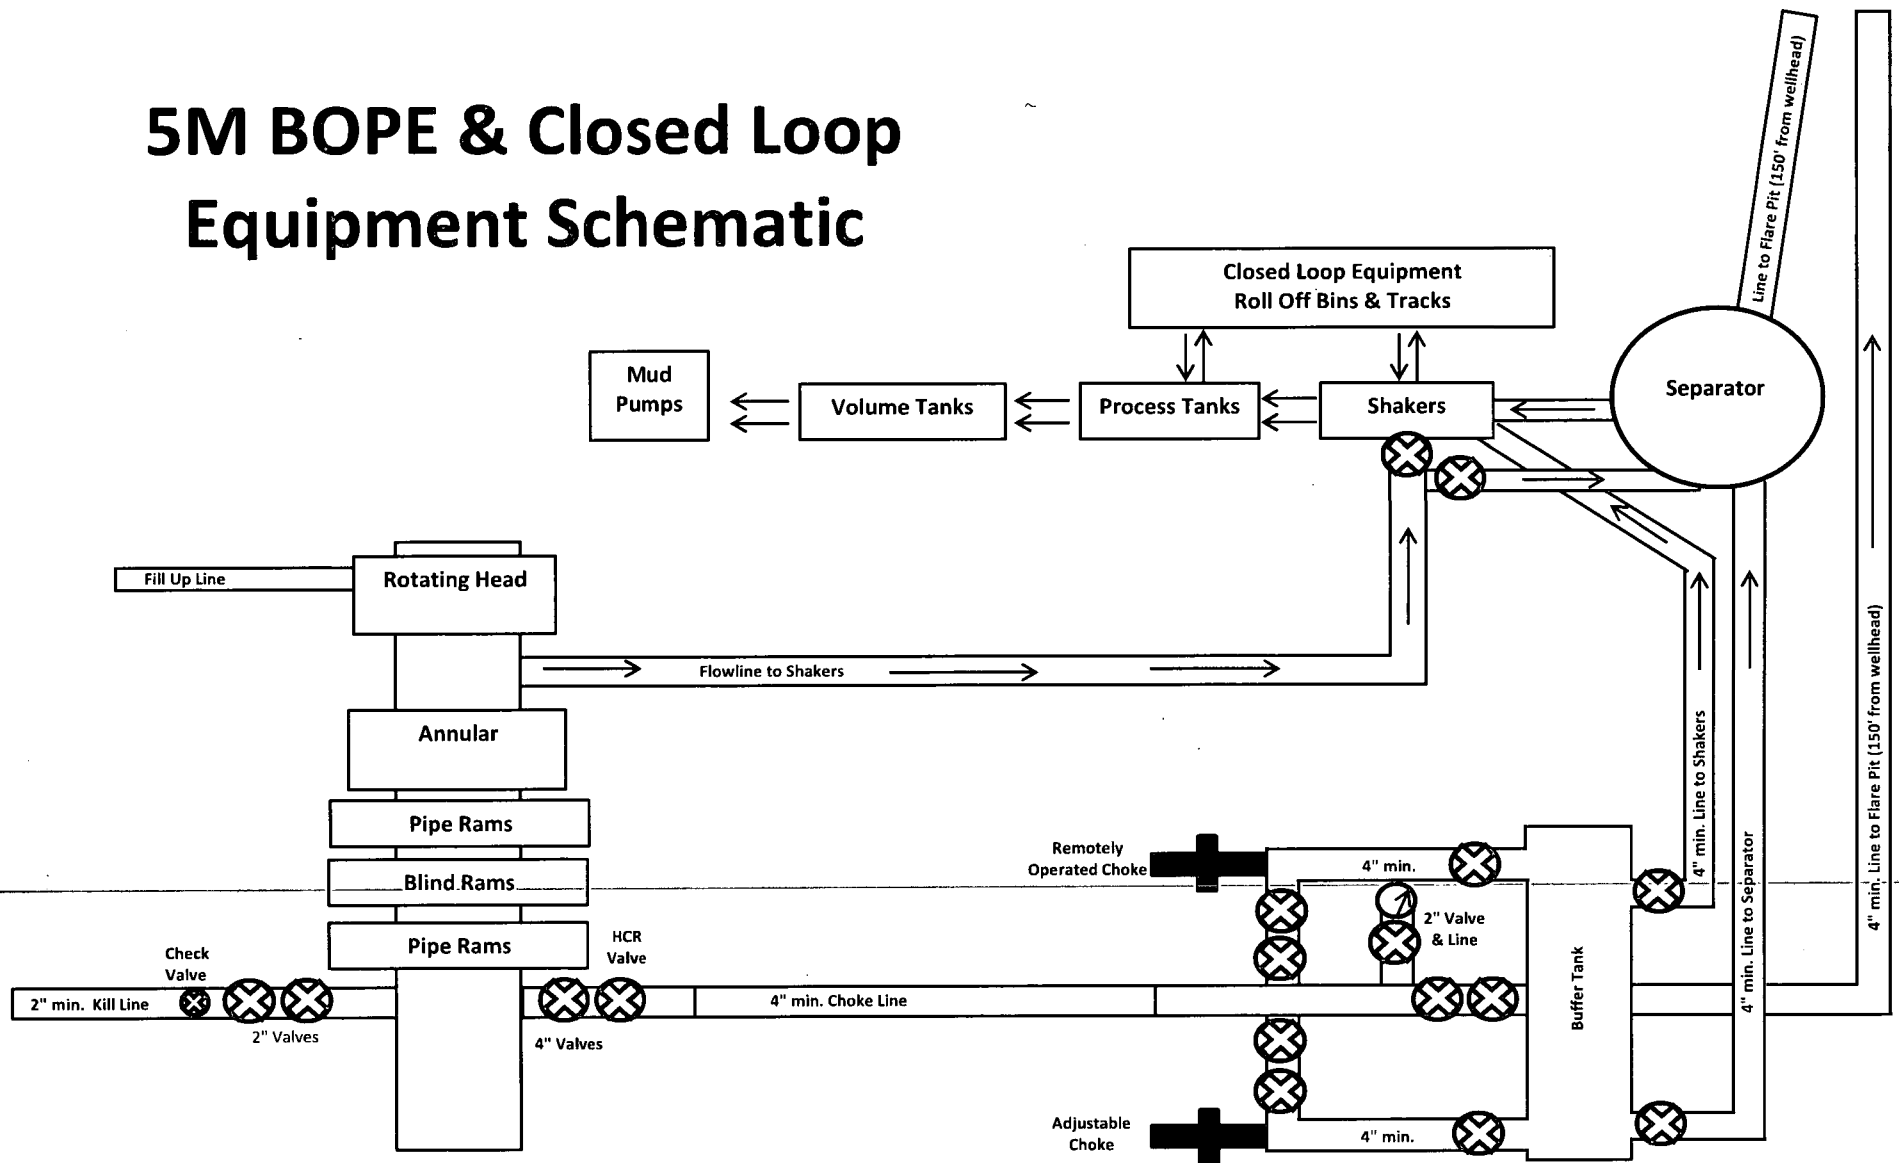 5M BOPE & Closed Loop
Equipment Schematic
Line to Flare Pit (150' from wellhead)
Closed Loop Equipment
Roll Off Bins & Tracks
Mud
Pumps
Volume Tanks
Process Tanks
Shakers
Separator
Fill Up Line
Rotating Head
Flowline to Shakers
Annular
Pipe Rams
Blind Rams
Pipe Rams
Check
Valve
HCR
Valve
2" min. Kill Line
2" Valves
4" Valves
4" min. Choke Line
Remotely
Operated Choke
4" min.
2" Valve
& Line
Adjustable
Choke
4" min.
Buffer Tank
4" min. Line to Shakers
4" min. Line to Separator
4" min. Line to Flare Pit (150' from wellhead)